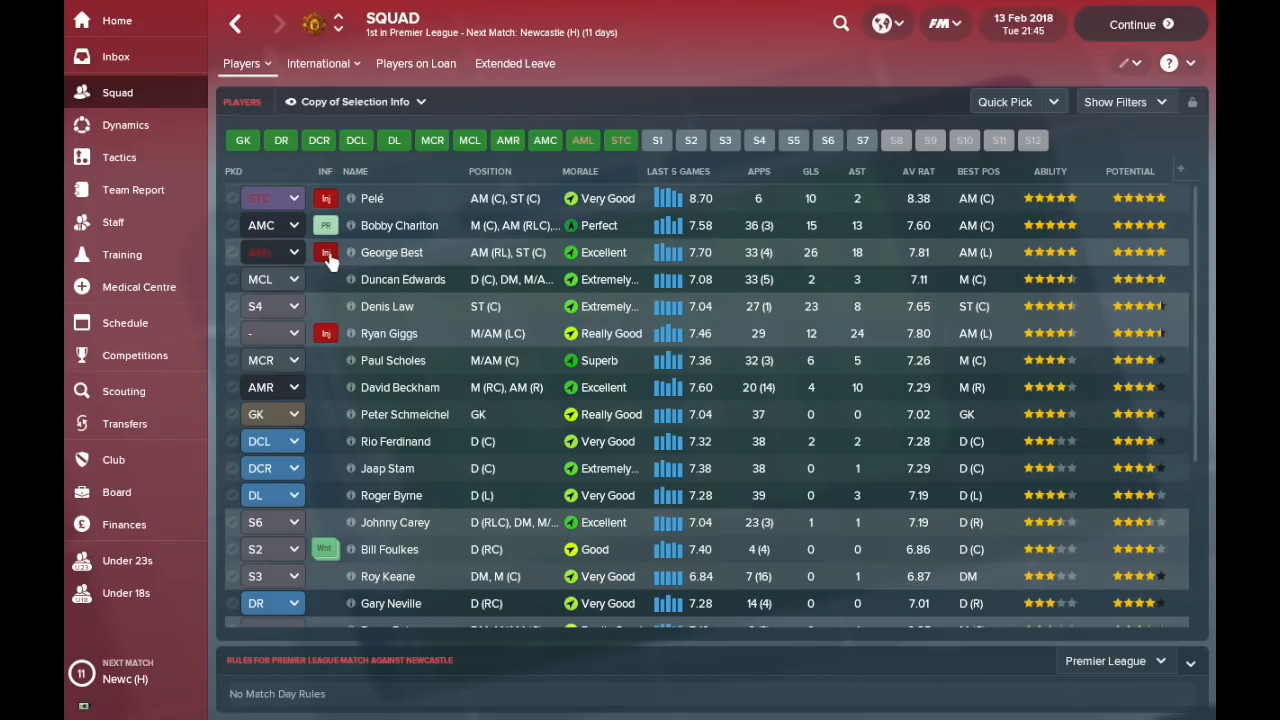 Home
Inbox
Squad
Dynamics
Tactics
Team Report
Staff
Training
Medical Centre
Schedule
Competitions
Scouting
Transfers
Club
Board
Finances
Under 23s
Under 18s
11 NEXT MATCH
Newc (H)
SQUAD
1st in Premier League - Next Match: Newcastle (H) (11 days)
FM
13 Feb 2018
Tue 21:45
Continue
Players International Players on Loan Extended Leave
PLAYERS Copy of Selection Info Quick Pick Show Filters
GK DR DCR DCL DL MCR MCL AMR AMC AML STC S1 S2 S3 S4 S5 S6 S7 S8 S9 S10 S11 S12
PKD INF NAME POSITION MORALE LAST 5 GAMES APPS GLS AST AV RAT BEST POS ABILITY POTENTIAL
STC Inj Pelé AM (C), ST (C) Very Good 8.70 6 10 2 8.38 AM (C)
AMC PR Bobby Charlton M (C), AM (RLC),... Perfect 7.58 36 (3) 15 13 7.60 AM (C)
AML Inj George Best AM (RL), ST (C) Excellent 7.70 33 (4) 26 18 7.81 AM (L)
MCL Duncan Edwards D (C), DM, M/A... Extremely... 7.08 33 (5) 2 3 7.11 M (C)
S4 Denis Law ST (C) Extremely... 7.04 27 (1) 23 8 7.65 ST (C)
- Inj Ryan Giggs M/AM (LC) Really Good 7.46 29 12 24 7.80 AM (L)
MCR Paul Scholes M/AM (C) Superb 7.36 32 (3) 6 5 7.26 M (C)
AMR David Beckham M (RC), AM (R) Excellent 7.60 20 (14) 4 10 7.29 M (R)
GK Peter Schmeichel GK Really Good 7.04 37 0 0 7.02 GK
DCL Rio Ferdinand D (C) Very Good 7.32 38 2 2 7.28 D (C)
DCR Jaap Stam D (C) Extremely... 7.38 38 0 1 7.29 D (C)
DL Roger Byrne D (L) Very Good 7.28 39 0 3 7.19 D (L)
S6 Johnny Carey D (RLC), DM, M/... Excellent 7.04 23 (3) 1 1 7.19 D (R)
S2 Wnt Bill Foulkes D (RC) Good 7.40 4 (4) 0 0 6.86 D (C)
S3 Roy Keane DM, M (C) Very Good 6.84 7 (16) 0 1 6.87 DM
DR Gary Neville D (RC) Very Good 7.28 14 (4) 0 0 7.01 D (R)
RULES FOR PREMIER LEAGUE MATCH AGAINST NEWCASTLE Premier League
No Match Day Rules